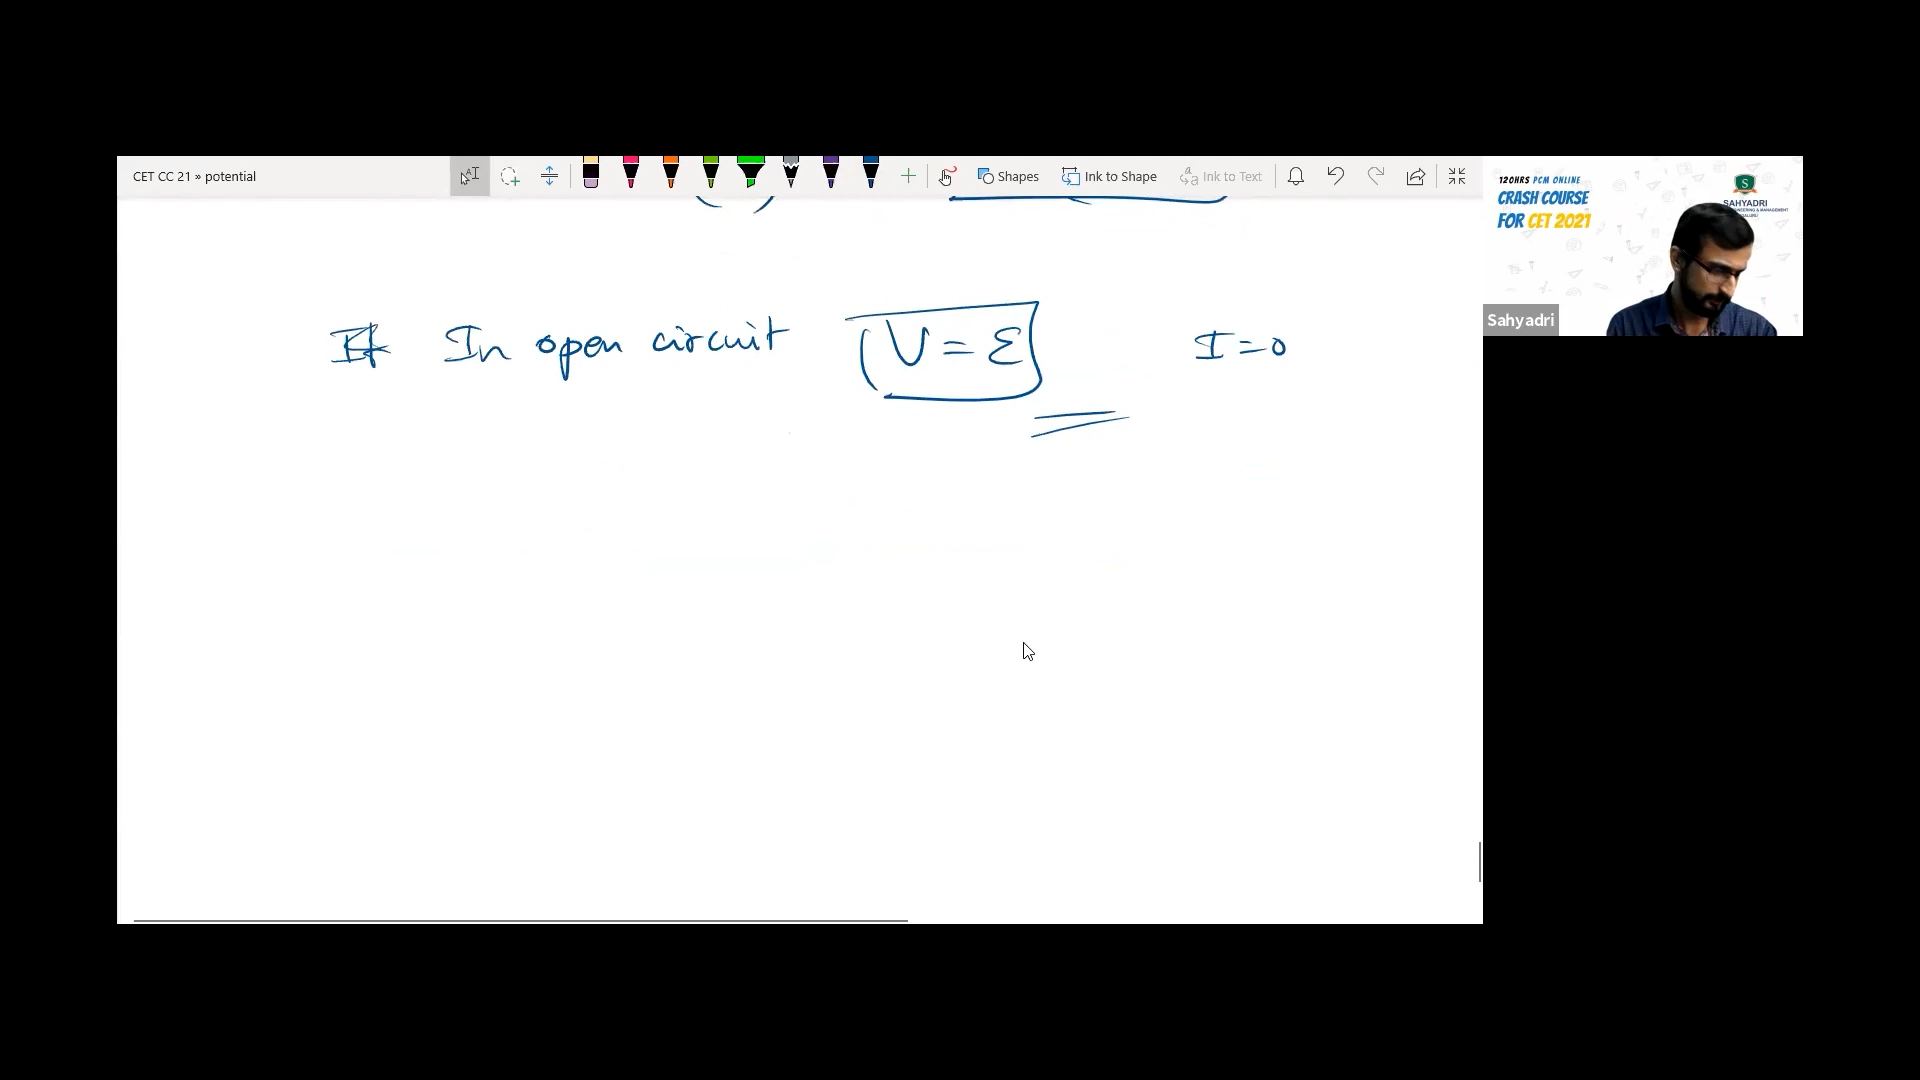 CET CC 21 » potential
Shapes
Ink to Shape
Ink to Text
120HRS PCM ONLINE
CRASH COURSE
FOR CET 2021
S
SAHYADRI
Sahyadri
In open circuit V = ε I = 0